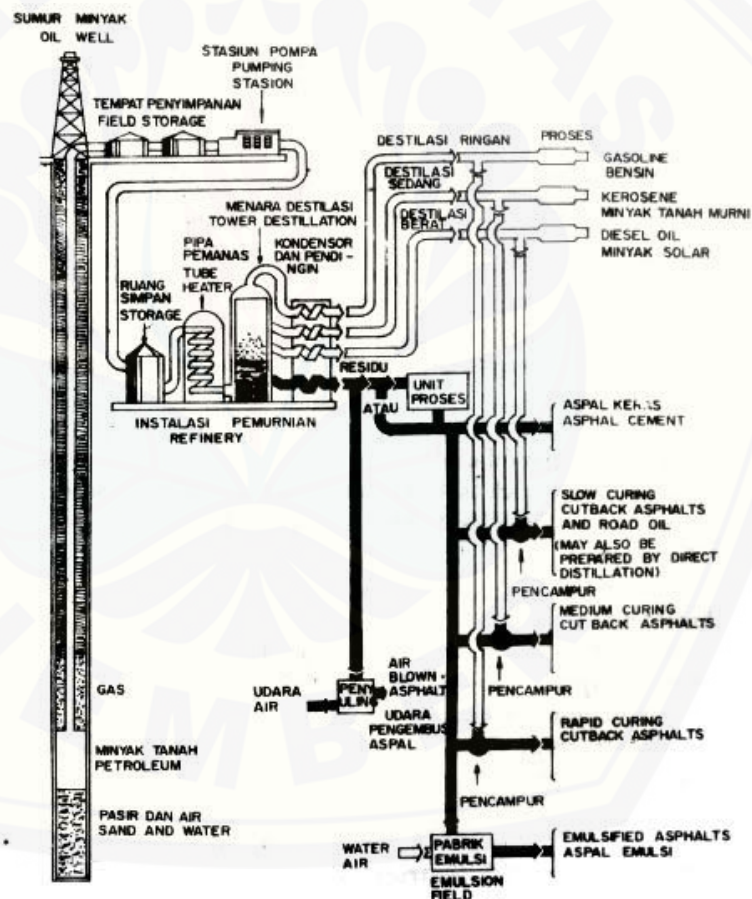 SUMUR MINYAK
OIL WELL
STASIUN POMPA
PUMPING
STASION
TEMPAT PENYIMPANAN
FIELD STORAGE
DESTILASI RINGAN
PROSES
GASOLINE
BENSIN
DESTILASI
SEDANG
KEROSENE
MINYAK TANAH MURNI
DESTILASI
BERAT
DIESEL OIL
MINYAK SOLAR
MENARA DESTILASI
TOWER DESTILLATION
PIPA
PEMANAS
TUBE
HEATER
KONDENSOR
DAN PENDI-
NGIN
RUANG
SIMPAN
STORAGE
RESIDU
ATAU
UNIT
PROSES
INSTALASI PEMURNIAN
REFINERY
ASPAL KERAS
ASPHAL CEMENT
SLOW CURING
CUTBACK ASPHALTS
AND ROAD OIL
(MAY ALSO BE
PREPARED BY DIRECT
DISTILLATION)
PENCAMPUR
MEDIUM CURING
CUT BACK ASPHALTS
PENCAMPUR
GAS
UDARA
AIR
PENY
ULING
AIR
BLOWN-
ASPHALT
UDARA
PENGEMBUS
ASPAL
RAPID CURING
CUTBACK ASPHALTS
PENCAMPUR
MINYAK TANAH
PETROLEUM
PASIR DAN AIR
SAND AND WATER
WATER
AIR
PABRIK
EMULSI
EMULSION
FIELD
EMULSIFIED ASPHALTS
ASPAL EMULSI